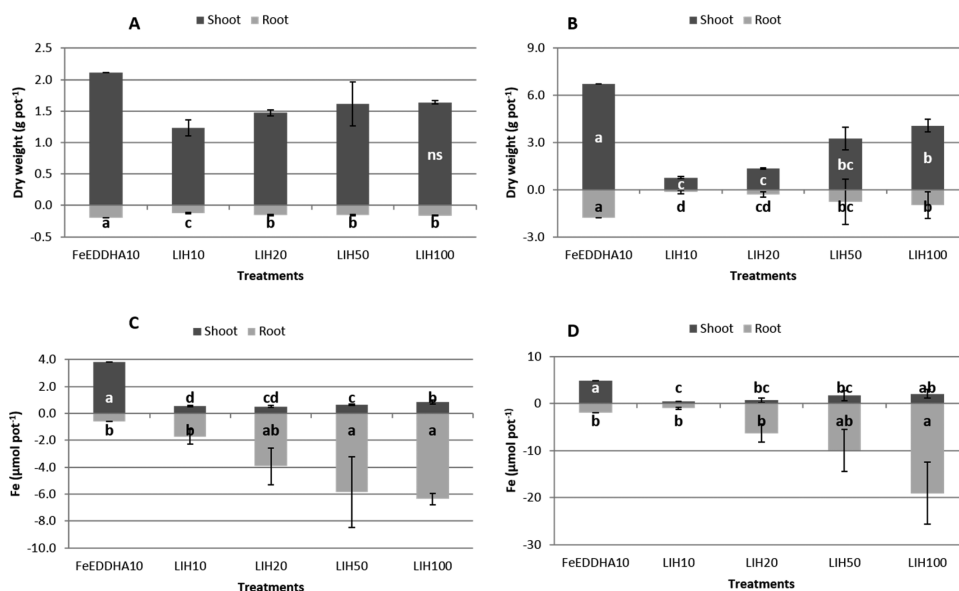 A
Shoot Root
2.5
2.0
1.5
1.0
0.5
0.0
-0.5
Dry weight (g pot⁻¹)
ns
a c b b b
FeEDDHA10 LIH10 LIH20 LIH50 LIH100
Treatments
B
Shoot Root
9.0
6.0
3.0
0.0
-3.0
Dry weight (g pot⁻¹)
a c c bc b
a d cd bc b
FeEDDHA10 LIH10 LIH20 LIH50 LIH100
Treatments
C
Shoot Root
4.0
2.0
0.0
-2.0
-4.0
-6.0
-8.0
-10.0
Fe (µmol pot⁻¹)
a d cd c b
b b ab a a
FeEDDHA10 LIH10 LIH20 LIH50 LIH100
Treatments
D
Shoot Root
10
0
-10
-20
-30
Fe (µmol pot⁻¹)
a c bc bc ab
b b b ab a
FeEDDHA10 LIH10 LIH20 LIH50 LIH100
Treatments